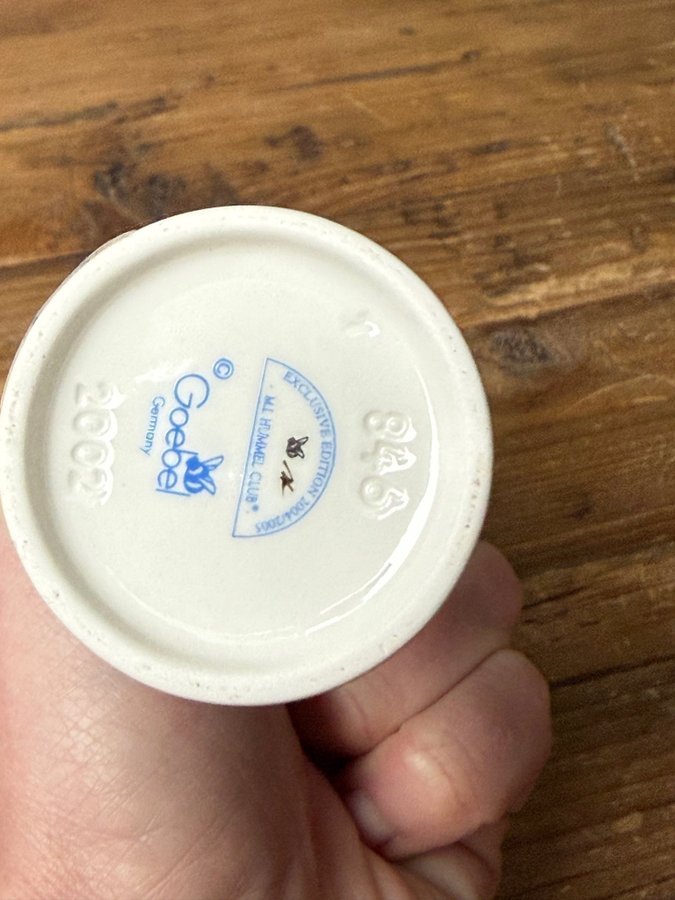 845
EXCLUSIVE EDITION 2004/2005
M.I. HUMMEL CLUB®
©
Goebel
Germany
2002